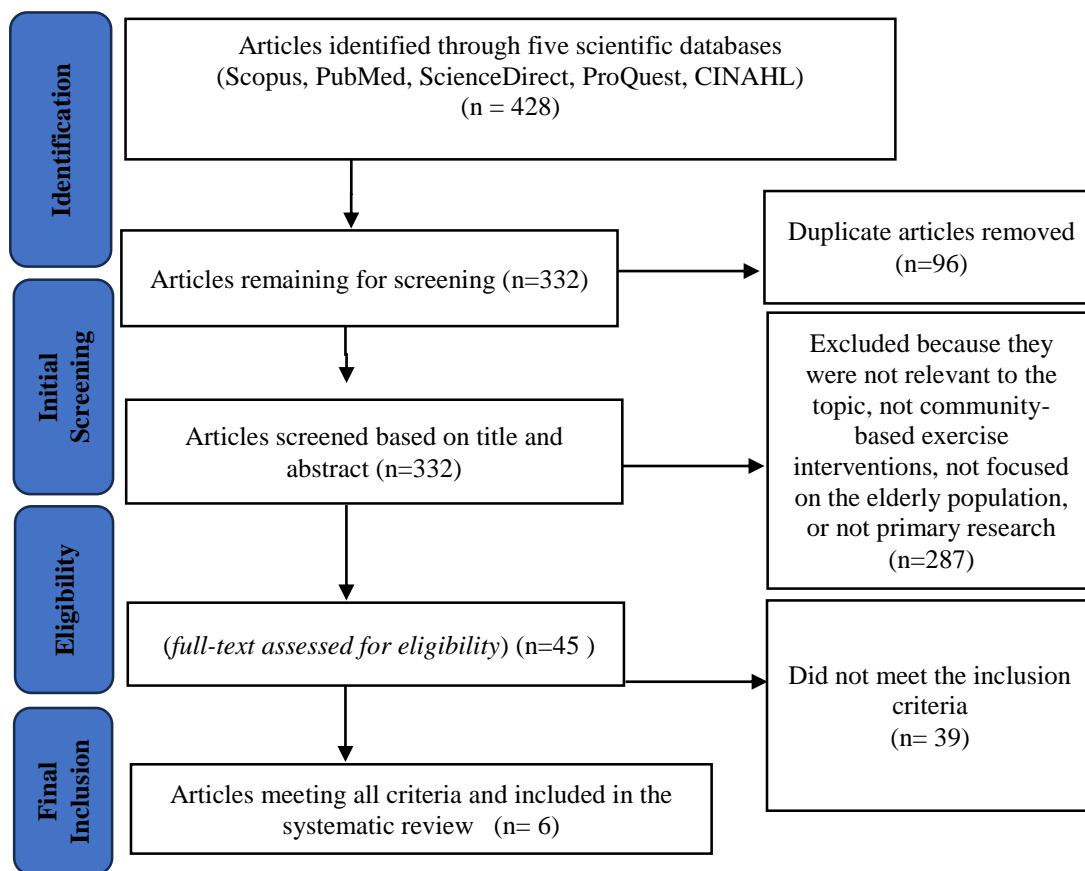 Identification
Articles identified through five scientific databases
(Scopus, PubMed, ScienceDirect, ProQuest, CINAHL)
(n = 428)
Articles remaining for screening (n=332)
Duplicate articles removed
(n=96)
Initial
Screening
Articles screened based on title and
abstract (n=332)
Excluded because they
were not relevant to the
topic, not community-
based exercise
interventions, not focused
on the elderly population,
or not primary research
(n=287)
Eligibility
(full-text assessed for eligibility) (n=45 )
Did not meet the inclusion
criteria
(n= 39)
Final
Inclusion
Articles meeting all criteria and included in the
systematic review (n= 6)